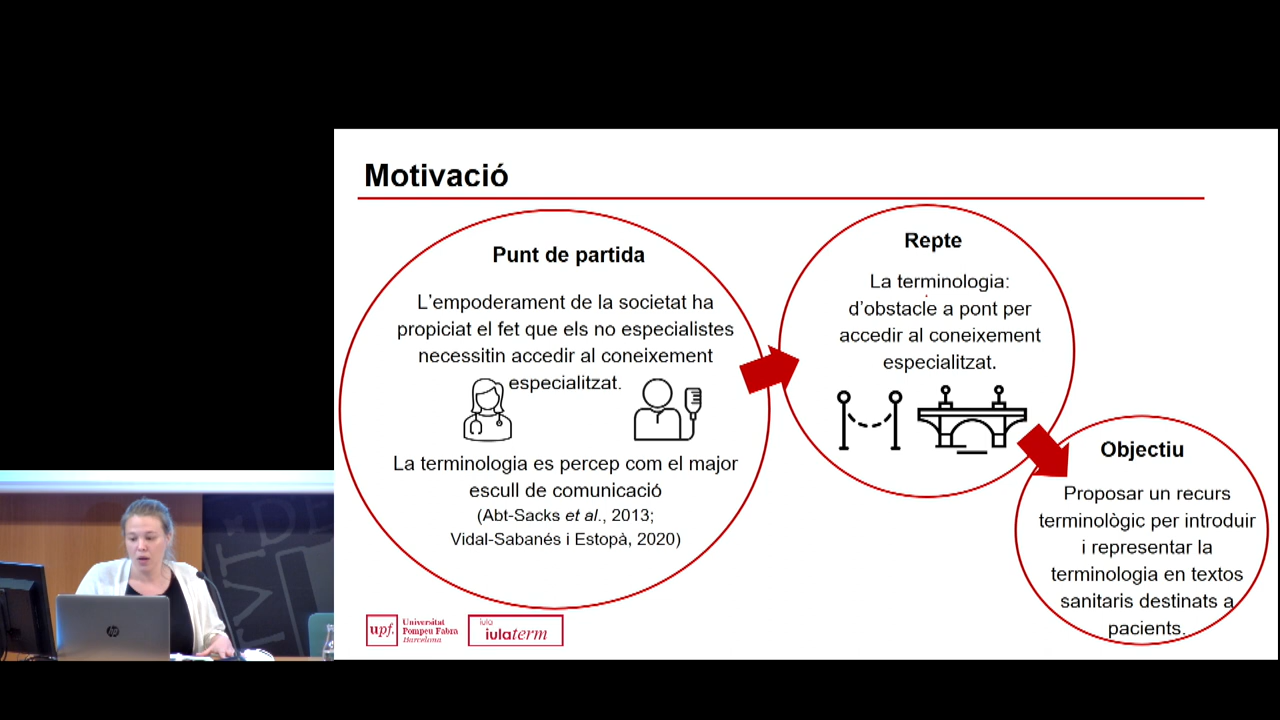 Motivació
Punt de partida
L'empoderament de la societat ha
propiciat el fet que els no especialistes
necessitin accedir al coneixement
especialitzat.
La terminologia es percep com el major
escull de comunicació
(Abt-Sacks et al., 2013;
Vidal-Sabanés i Estopà, 2020)
Repte
La terminologia:
d'obstacle a pont per
accedir al coneixement
especialitzat.
Objectiu
Proposar un recurs
terminològic per introduir
i representar la
terminologia en textos
sanitaris destinats a
pacients.
upf.
Universitat
Pompeu Fabra
Barcelona
iula
iulaterm
hp